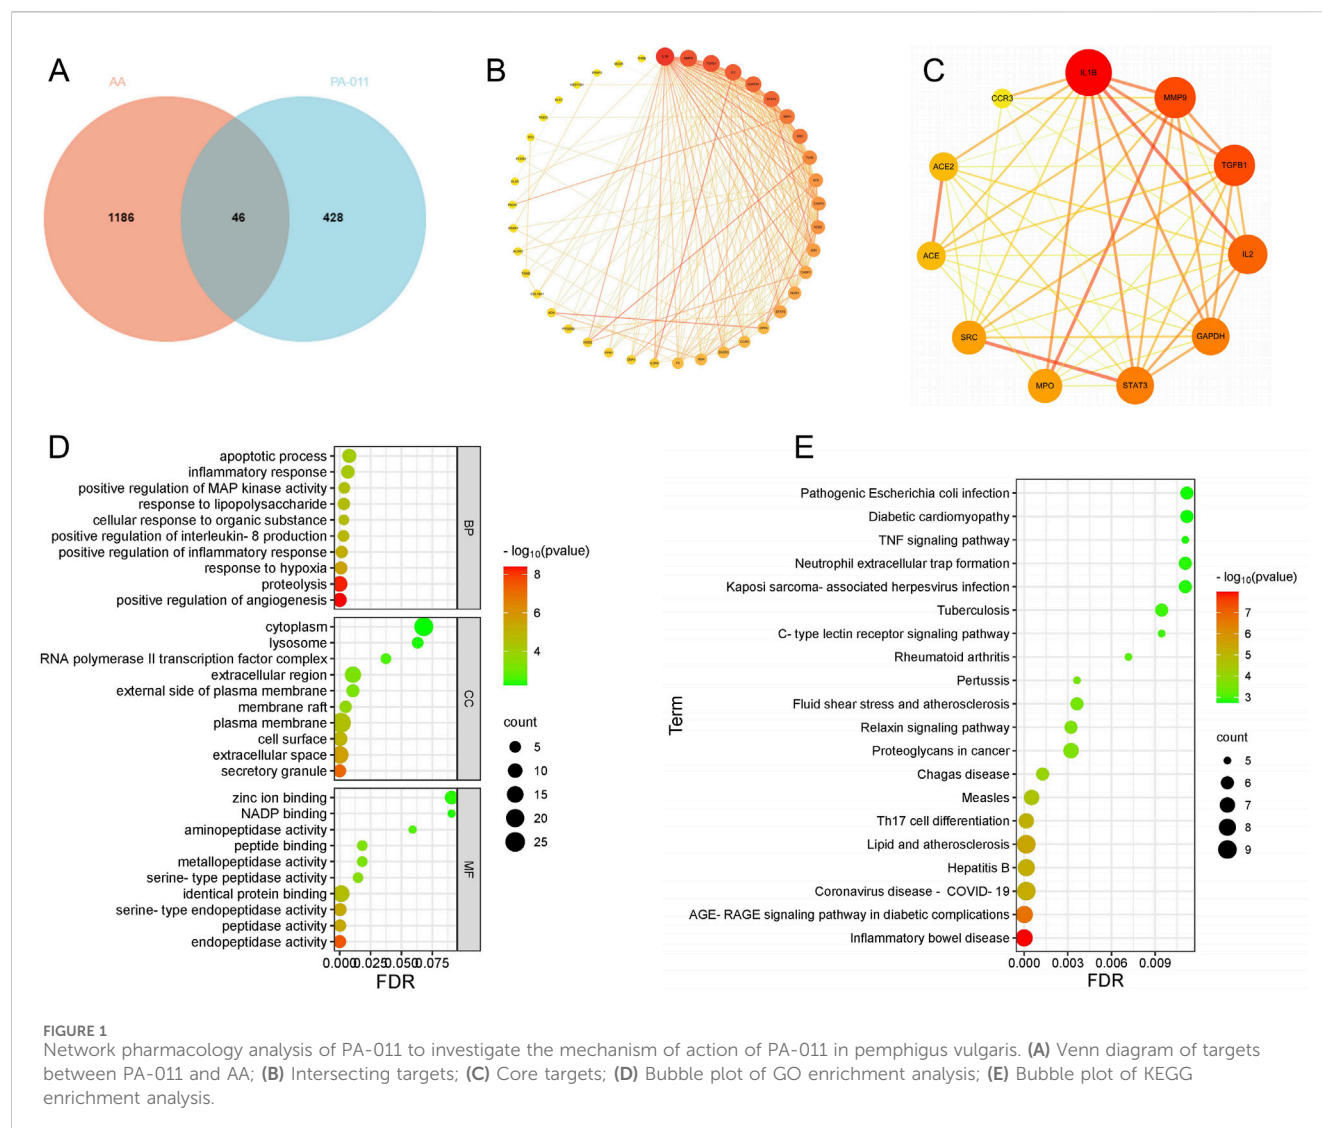 A
AA
PA-011
1186
46
428
B
C
IL1B
CCR3
MMP9
ACE2
TGFB1
ACE
IL2
SRC
GAPDH
MPO
STAT3
D
apoptotic process
inflammatory response
positive regulation of MAP kinase activity
response to lipopolysaccharide
cellular response to organic substance
positive regulation of interleukin- 8 production
positive regulation of inflammatory response
response to hypoxia
proteolysis
positive regulation of angiogenesis
BP
cytoplasm
lysosome
RNA polymerase II transcription factor complex
extracellular region
external side of plasma membrane
membrane raft
plasma membrane
cell surface
extracellular space
secretory granule
CC
zinc ion binding
NADP binding
aminopeptidase activity
peptide binding
metallopeptidase activity
serine- type peptidase activity
identical protein binding
serine- type endopeptidase activity
peptidase activity
endopeptidase activity
MF
0.000 0.025 0.050 0.075
FDR
- log10(pvalue)
8
6
4
count
5
10
15
20
25
E
Term
Pathogenic Escherichia coli infection
Diabetic cardiomyopathy
TNF signaling pathway
Neutrophil extracellular trap formation
Kaposi sarcoma- associated herpesvirus infection
Tuberculosis
C- type lectin receptor signaling pathway
Rheumatoid arthritis
Pertussis
Fluid shear stress and atherosclerosis
Relaxin signaling pathway
Proteoglycans in cancer
Chagas disease
Measles
Th17 cell differentiation
Lipid and atherosclerosis
Hepatitis B
Coronavirus disease - COVID- 19
AGE- RAGE signaling pathway in diabetic complications
Inflammatory bowel disease
0.000 0.003 0.006 0.009
FDR
- log10(pvalue)
7
6
5
4
3
count
5
6
7
8
9
FIGURE 1
Network pharmacology analysis of PA-011 to investigate the mechanism of action of PA-011 in pemphigus vulgaris. (A) Venn diagram of targets
between PA-011 and AA; (B) Intersecting targets; (C) Core targets; (D) Bubble plot of GO enrichment analysis; (E) Bubble plot of KEGG
enrichment analysis.